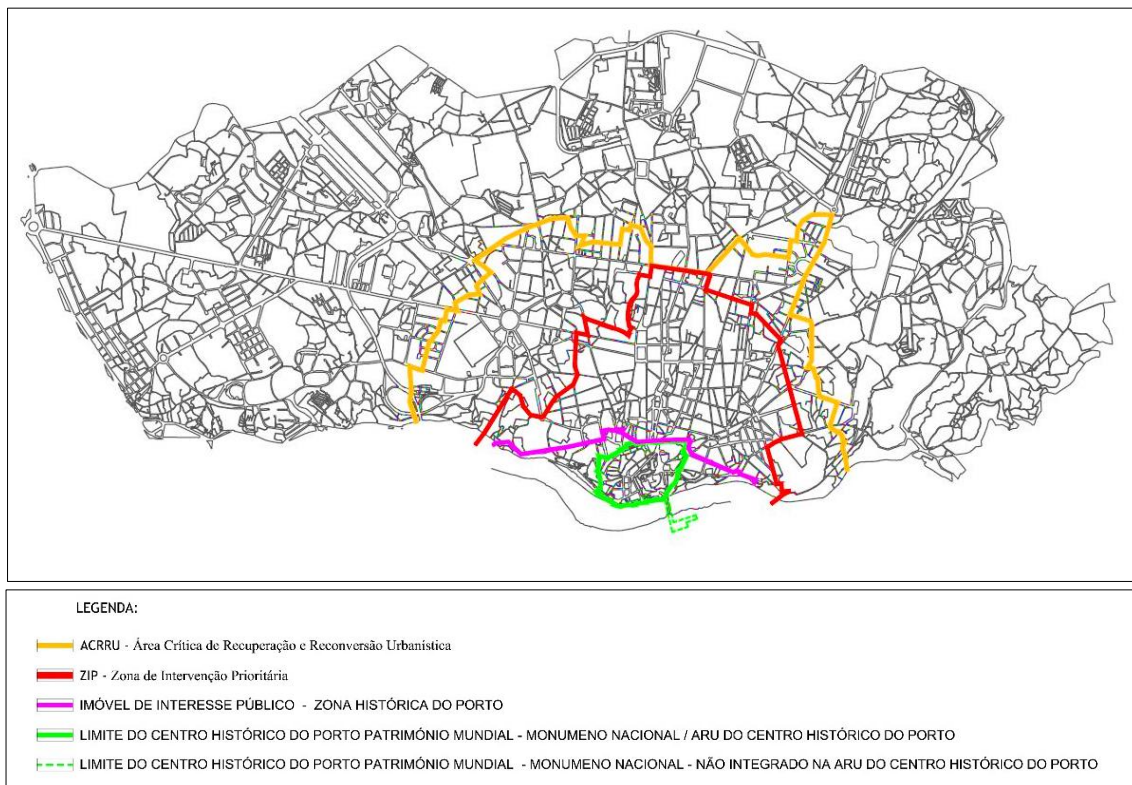 LEGENDA:
ACRRU - Área Crítica de Recuperação e Reconversão Urbanística
ZIP - Zona de Intervenção Prioritária
IMÓVEL DE INTERESSE PÚBLICO - ZONA HISTÓRICA DO PORTO
LIMITE DO CENTRO HISTÓRICO DO PORTO PATRIMÓNIO MUNDIAL - MONUMENO NACIONAL / ARU DO CENTRO HISTÓRICO DO PORTO
LIMITE DO CENTRO HISTÓRICO DO PORTO PATRIMÓNIO MUNDIAL - MONUMENO NACIONAL - NÃO INTEGRADO NA ARU DO CENTRO HISTÓRICO DO PORTO